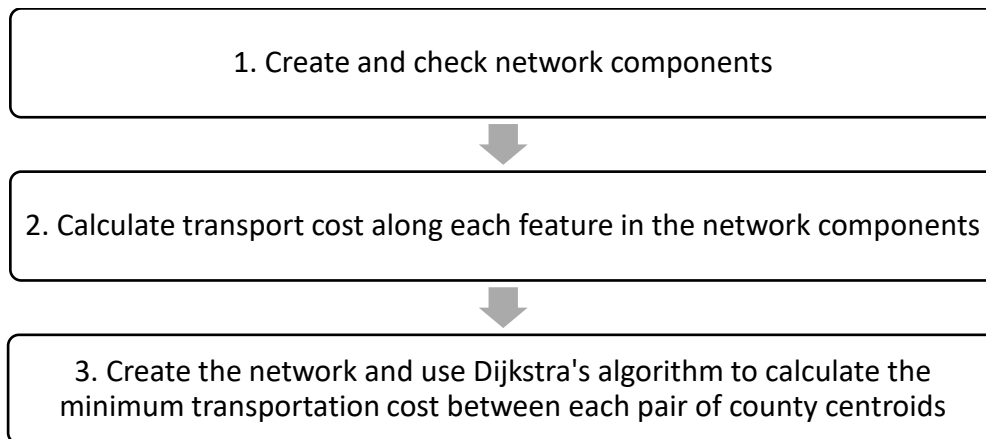 1. Create and check network components
2. Calculate transport cost along each feature in the network components
3. Create the network and use Dijkstra's algorithm to calculate the
minimum transportation cost between each pair of county centroids